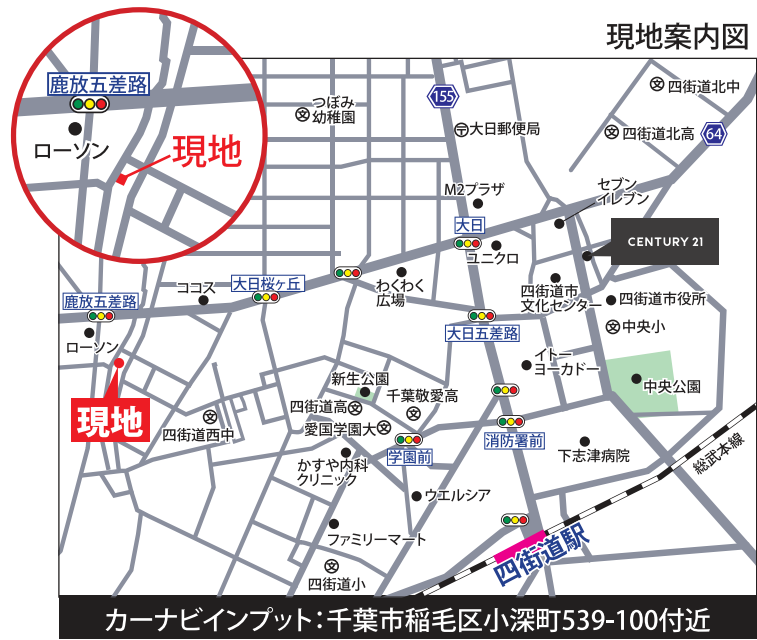 現地案内図
鹿放五差路
ローソン
現地
155
つぼみ
幼稚園
大日郵便局
四街道北中
四街道北高
64
M2プラザ
セブン
イレブン
大日
ユニクロ
CENTURY 21
ココス
大日桜ヶ丘
わくわく
広場
四街道市
文化センター
四街道市役所
鹿放五差路
中央小
大日五差路
ローソン
イトー
ヨーカドー
新生公園
中央公園
千葉敬愛高
現地
四街道高
四街道西中
愛国学園大
学園前
消防署前
下志津病院
総武本線
かすや内科
クリニック
ウエルシア
ファミリーマート
四街道駅
四街道小
カーナビインプット：千葉市稲毛区小深町539-100付近